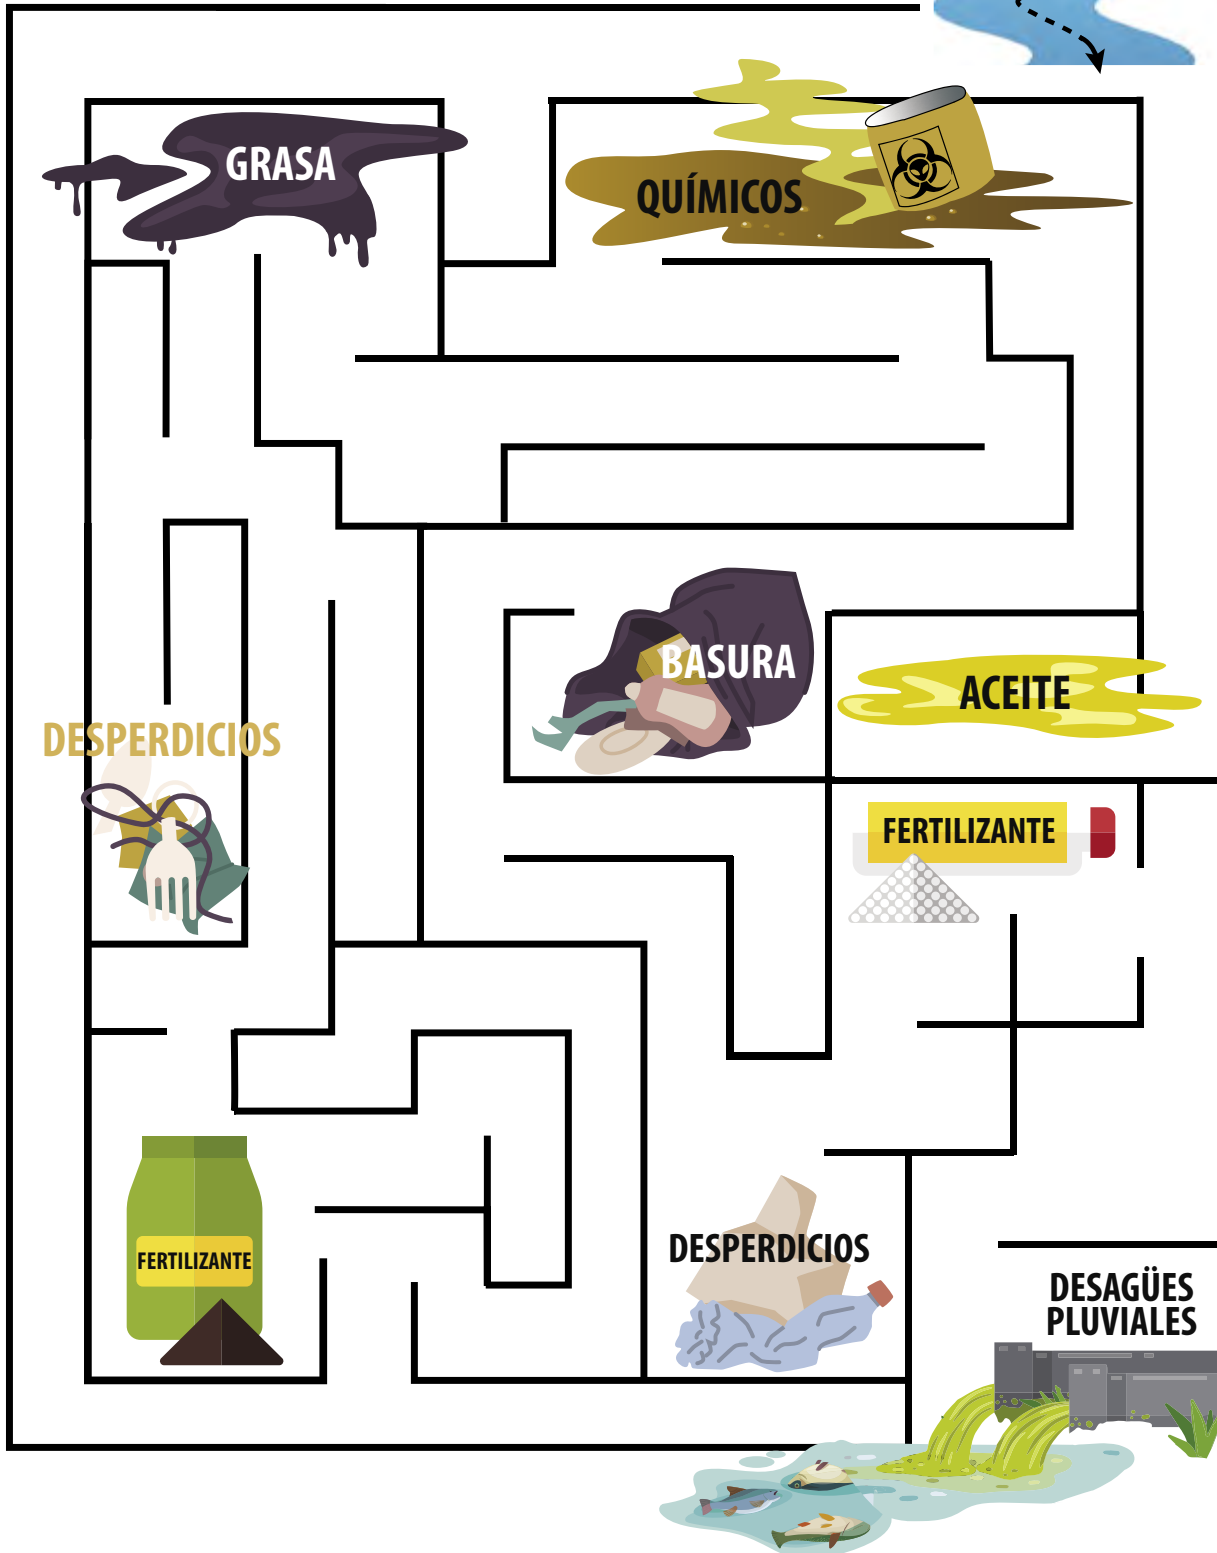 GRASA
QUÍMICOS
BASURA
ACEITE
DESPERDICIOS
FERTILIZANTE
DESPERDICIOS
FERTILIZANTE
DESAGÜES
PLUVIALES